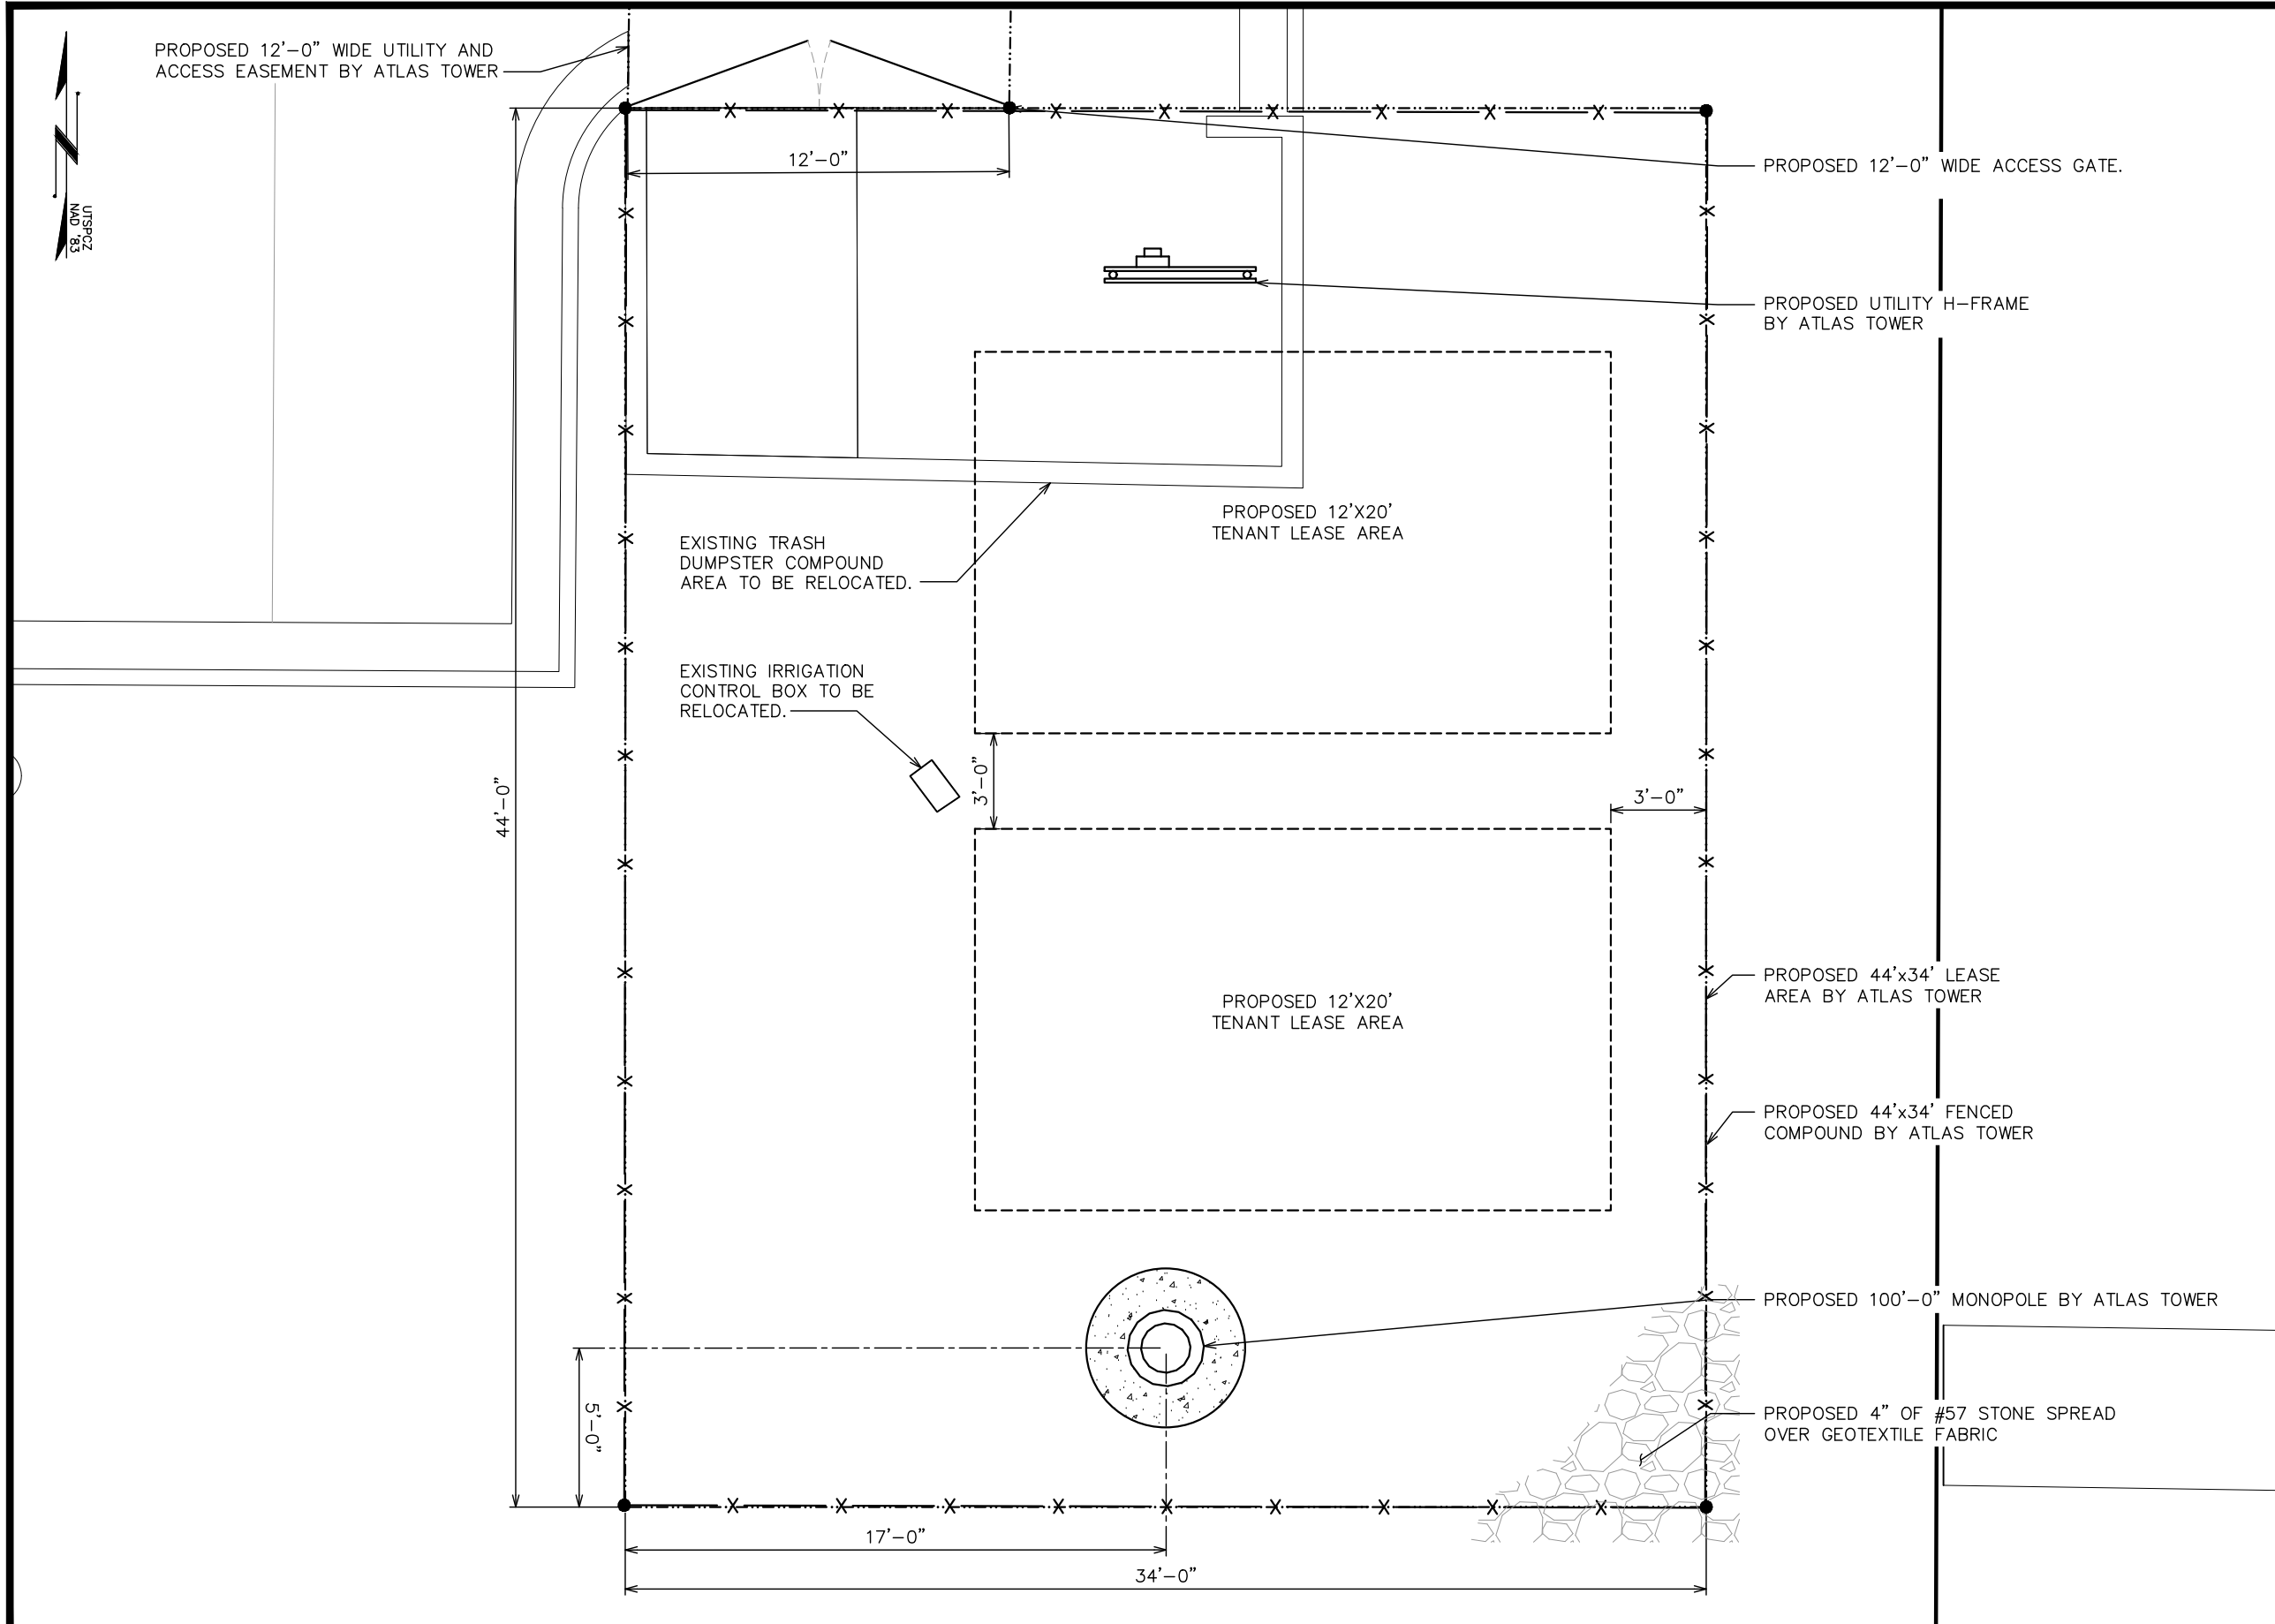 PROPOSED 12'-0" WIDE UTILITY AND
ACCESS EASEMENT BY ATLAS TOWER
UTSPCZ
NAD '83
12'-0"
PROPOSED 12'-0" WIDE ACCESS GATE.
PROPOSED UTILITY H-FRAME
BY ATLAS TOWER
PROPOSED 12'X20'
TENANT LEASE AREA
EXISTING TRASH
DUMPSTER COMPOUND
AREA TO BE RELOCATED.
EXISTING IRRIGATION
CONTROL BOX TO BE
RELOCATED.
44'-0"
3'-0"
3'-0"
PROPOSED 44'x34' LEASE
AREA BY ATLAS TOWER
PROPOSED 12'X20'
TENANT LEASE AREA
PROPOSED 44'x34' FENCED
COMPOUND BY ATLAS TOWER
PROPOSED 100'-0" MONOPOLE BY ATLAS TOWER
5'-0"
PROPOSED 4" OF #57 STONE SPREAD
OVER GEOTEXTILE FABRIC
17'-0"
34'-0"